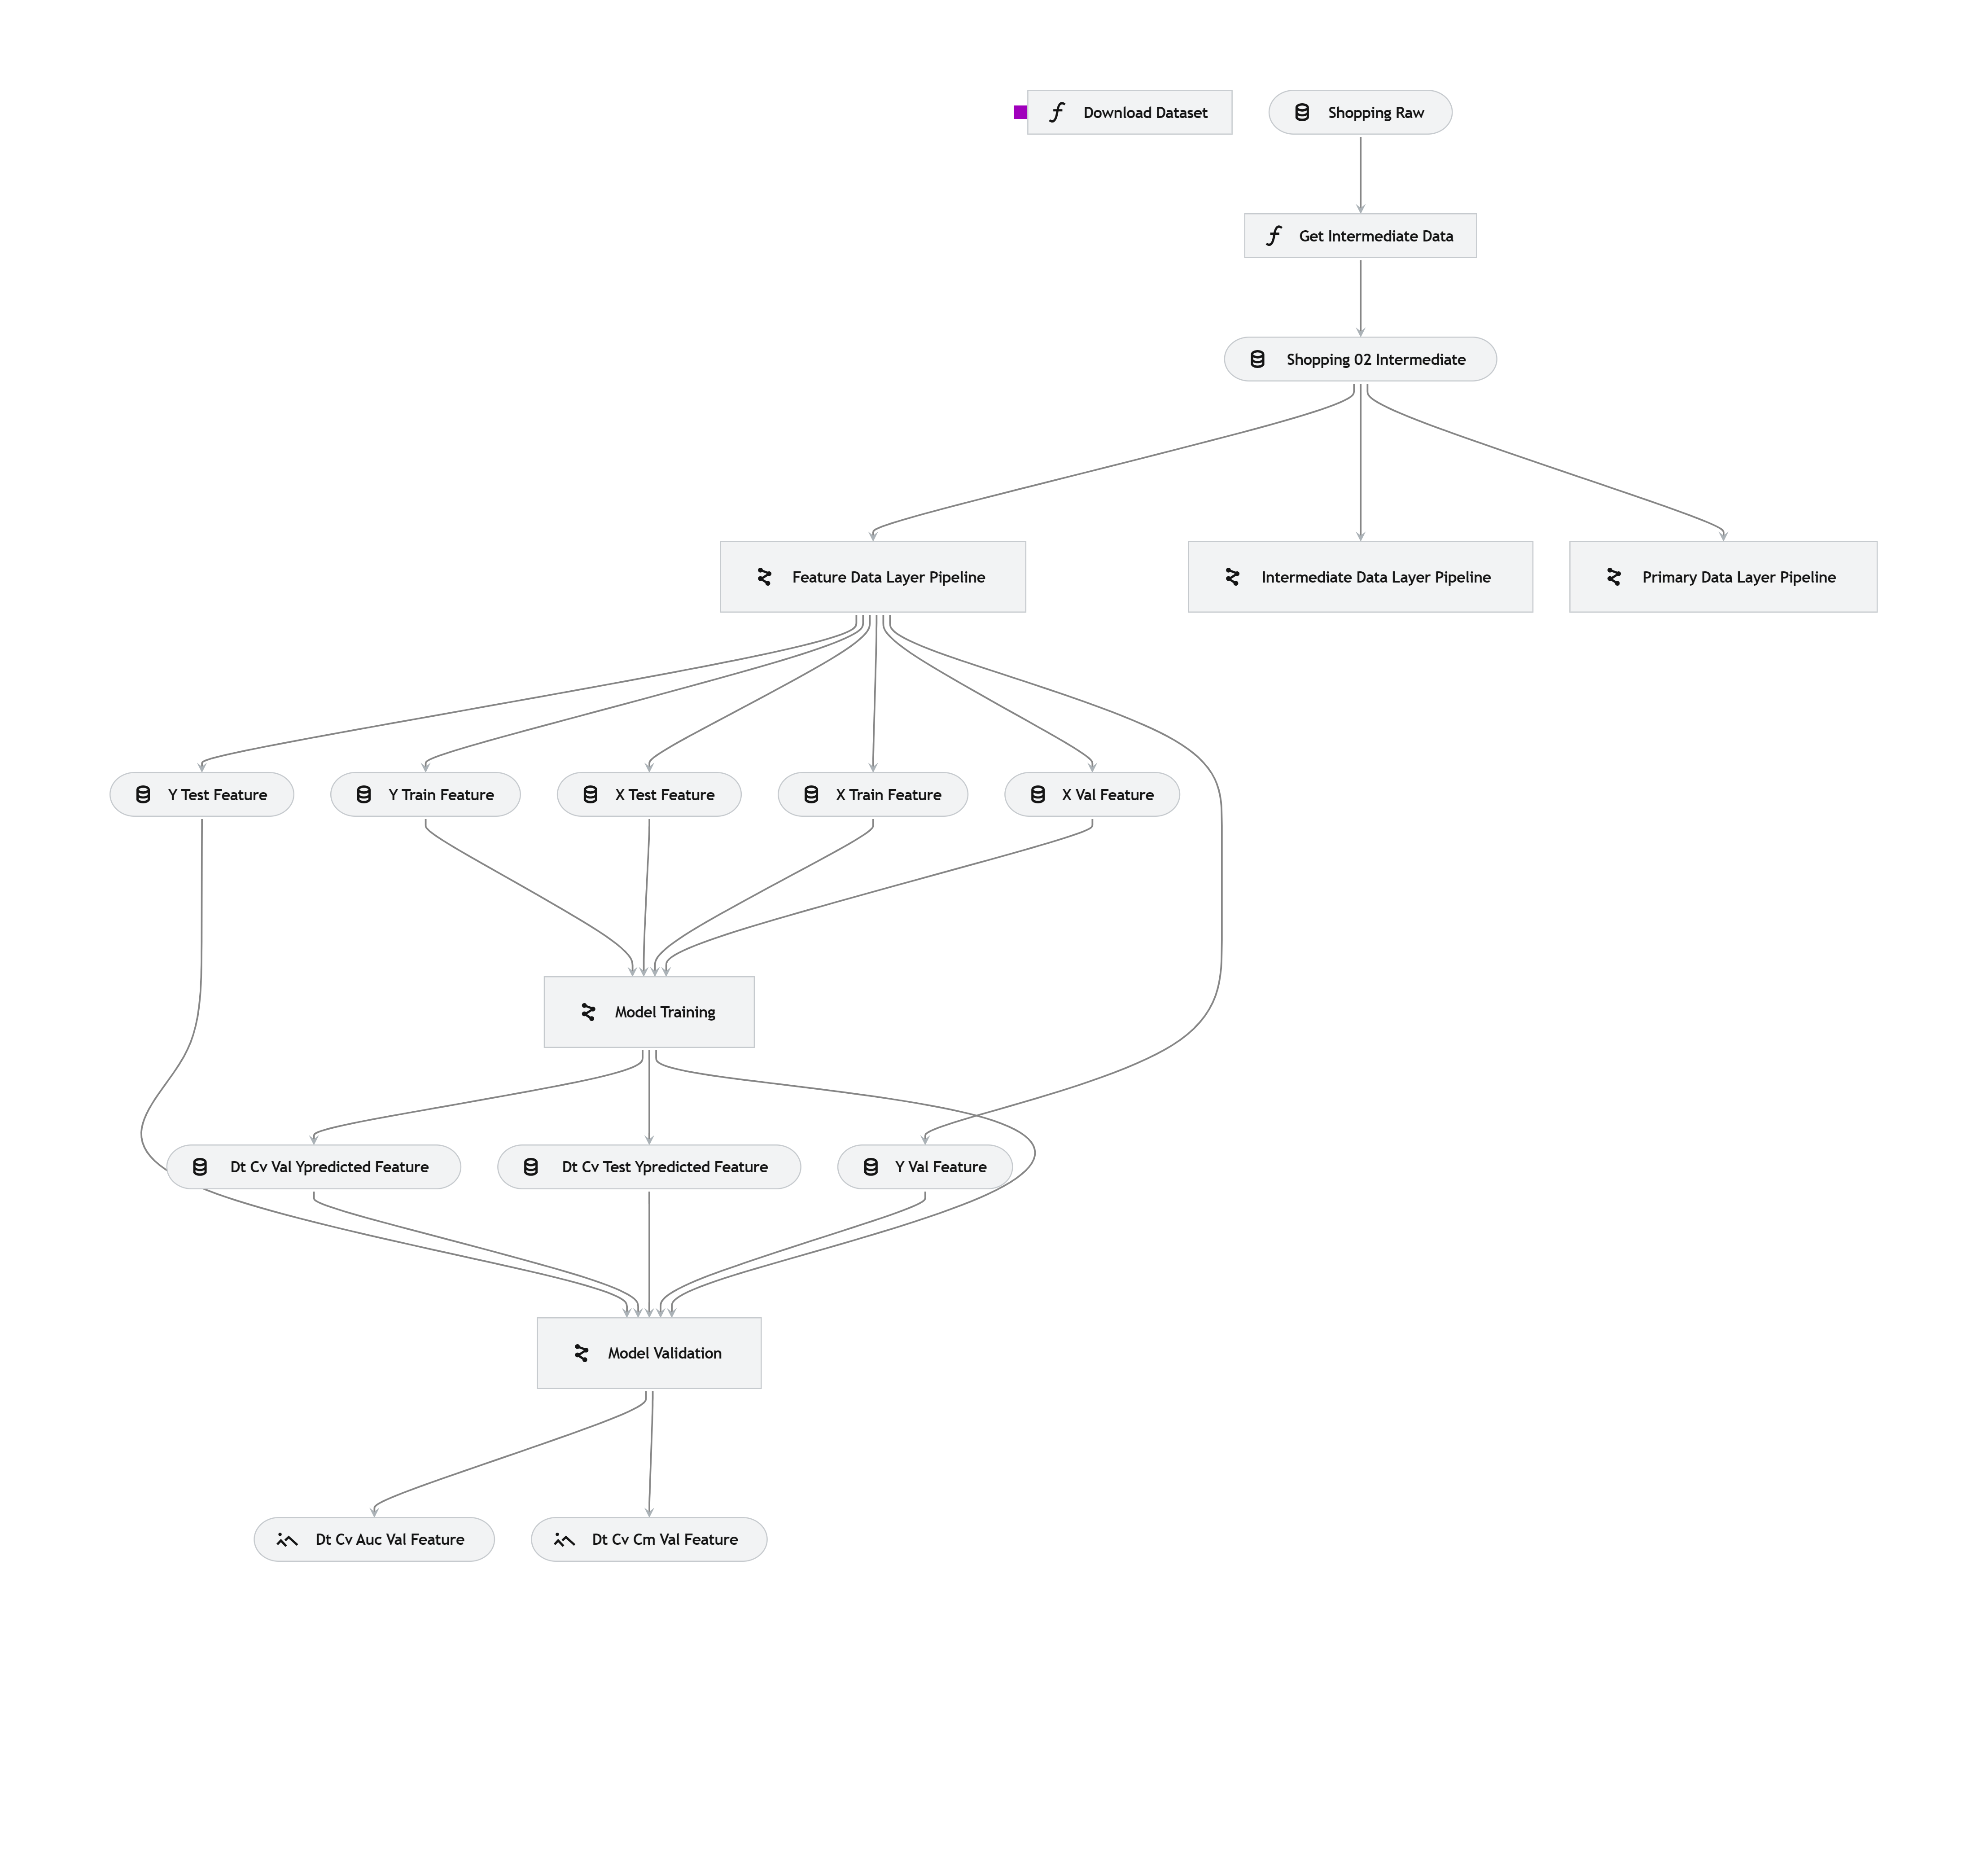 Download Dataset
Shopping Raw
Get Intermediate Data
Shopping 02 Intermediate
Feature Data Layer Pipeline
Intermediate Data Layer Pipeline
Primary Data Layer Pipeline
Y Test Feature
Y Train Feature
X Test Feature
X Train Feature
X Val Feature
Model Training
Dt Cv Val Ypredicted Feature
Dt Cv Test Ypredicted Feature
Y Val Feature
Model Validation
Dt Cv Auc Val Feature
Dt Cv Cm Val Feature